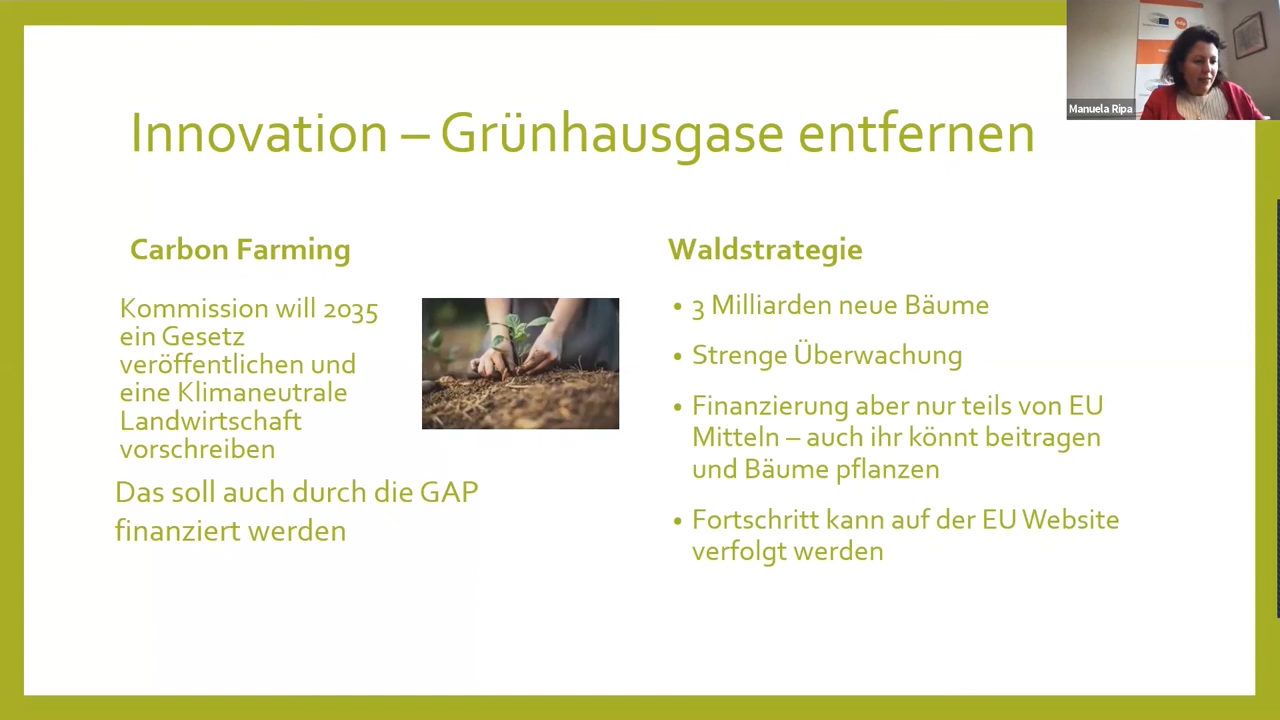 Innovation – Grünhausgase entfernen
Manuela Ripa
Carbon Farming
Kommission will 2035
ein Gesetz
veröffentlichen und
eine Klimaneutrale
Landwirtschaft
vorschreiben
Das soll auch durch die GAP
finanziert werden
Waldstrategie
• 3 Milliarden neue Bäume
• Strenge Überwachung
• Finanzierung aber nur teils von EU
Mitteln – auch ihr könnt beitragen
und Bäume pflanzen
• Fortschritt kann auf der EU Website
verfolgt werden